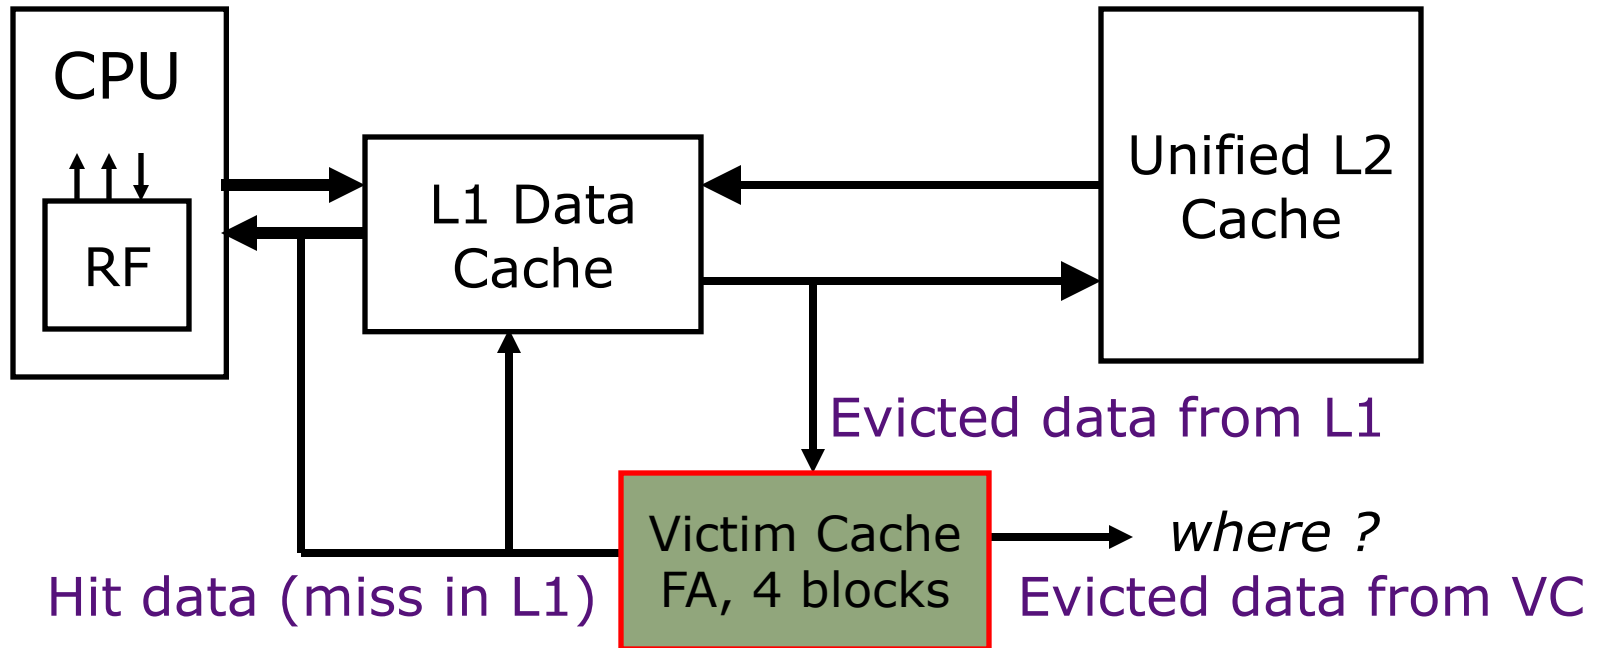 CPU
RF
L1 Data
Cache
Unified L2
Cache
Evicted data from L1
Victim Cache
FA, 4 blocks
where ?
Hit data (miss in L1)
Evicted data from VC